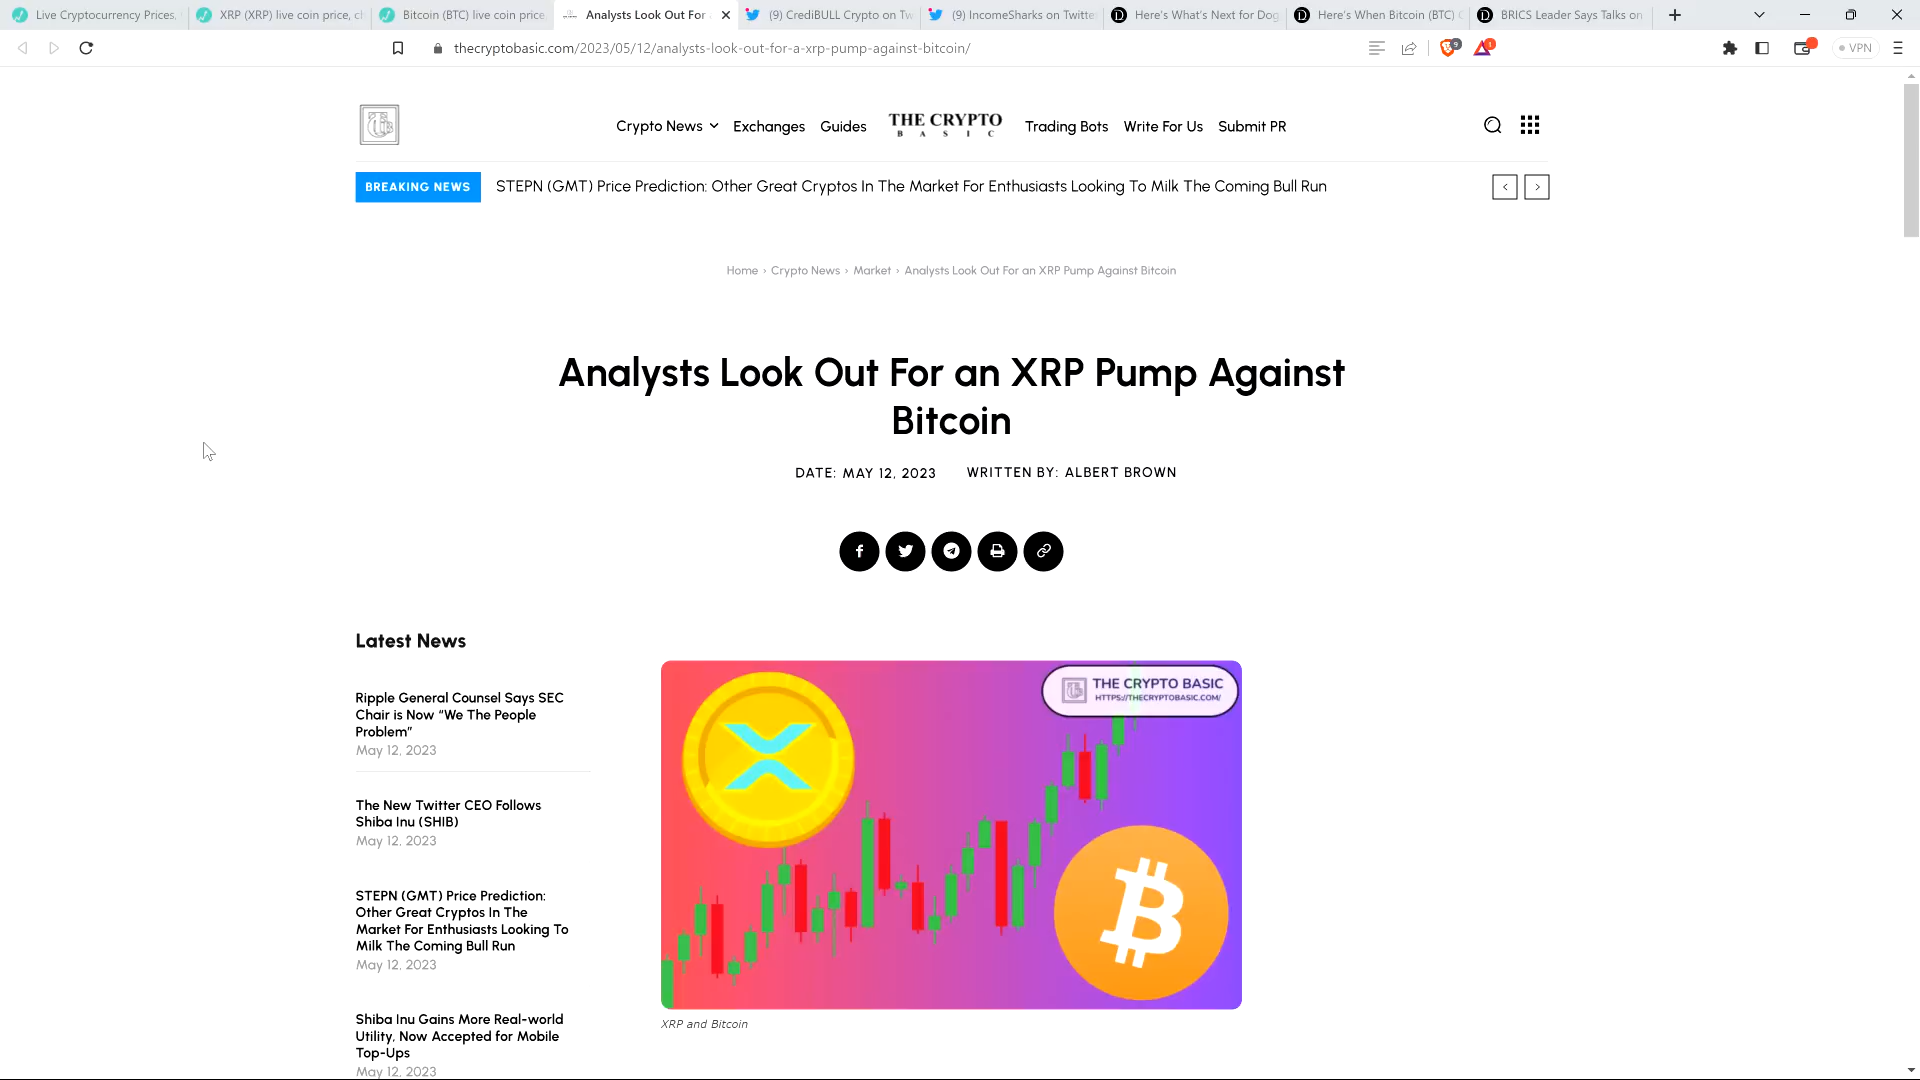 Live Cryptocurrency Prices,
XRP (XRP) live coin price, c
Bitcoin (BTC) live coin price,
Analysts Look Out For
(9) CrediBULL Crypto on Tw
(9) IncomeSharks on Twitte
Here's What's Next for Dog
Here's When Bitcoin (BTC)
BRICS Leader Says Talks on
thecryptobasic.com/2023/05/12/analysts-look-out-for-a-xrp-pump-against-bitcoin/
9
1
VPN
Crypto News
Exchanges
Guides
THE CRYPTO
BASIC
Trading Bots
Write For Us
Submit PR
BREAKING NEWS
STEPN (GMT) Price Prediction: Other Great Cryptos In The Market For Enthusiasts Looking To Milk The Coming Bull Run
Home › Crypto News › Market › Analysts Look Out For an XRP Pump Against Bitcoin
Analysts Look Out For an XRP Pump Against
Bitcoin
DATE: MAY 12, 2023
WRITTEN BY: ALBERT BROWN
Latest News
Ripple General Counsel Says SEC
Chair is Now “We The People
Problem”
May 12, 2023
The New Twitter CEO Follows
Shiba Inu (SHIB)
May 12, 2023
STEPN (GMT) Price Prediction:
Other Great Cryptos In The
Market For Enthusiasts Looking To
Milk The Coming Bull Run
May 12, 2023
Shiba Inu Gains More Real-world
Utility, Now Accepted for Mobile
Top-Ups
May 12, 2023
THE CRYPTO BASIC
HTTPS://THECRYPTOBASIC.COM/
XRP and Bitcoin